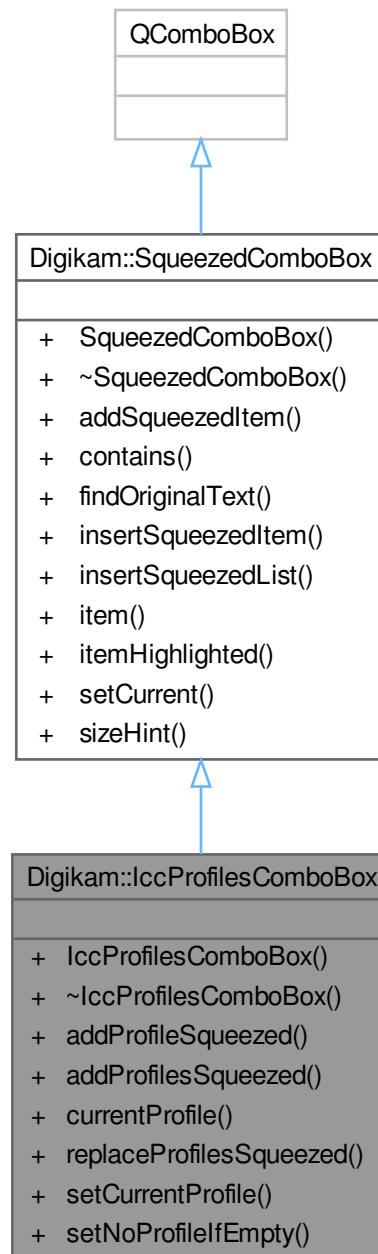 QComboBox
Digikam::SqueezedComboBox
+ SqueezedComboBox()
+ ~SqueezedComboBox()
+ addSqueezedItem()
+ contains()
+ findOriginalText()
+ insertSqueezedItem()
+ insertSqueezedList()
+ item()
+ itemHighlighted()
+ setCurrent()
+ sizeHint()
Digikam::IccProfilesComboBox
+ IccProfilesComboBox()
+ ~IccProfilesComboBox()
+ addProfileSqueezed()
+ addProfilesSqueezed()
+ currentProfile()
+ replaceProfilesSqueezed()
+ setCurrentProfile()
+ setNoProfileIfEmpty()